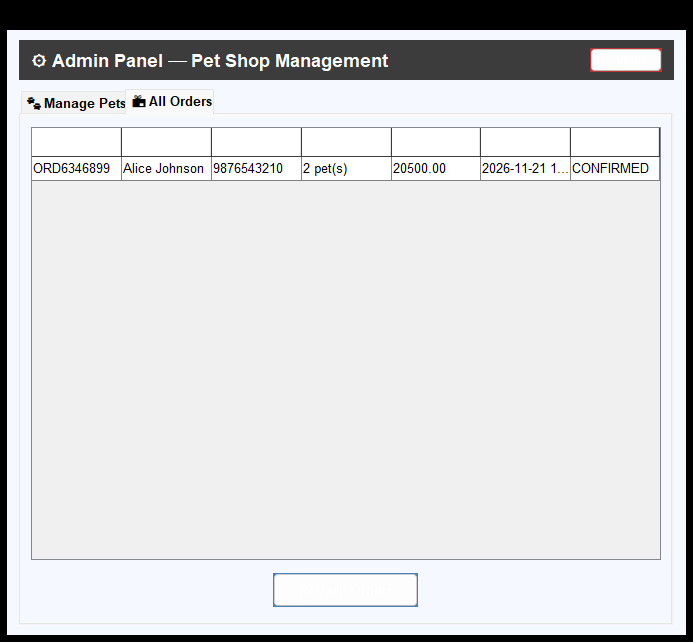 ⚙ Admin Panel — Pet Shop Management
🐾 Manage Pets All Orders
ORD6346899 Alice Johnson 9876543210 2 pet(s) 20500.00 2026-11-21 1... CONFIRMED